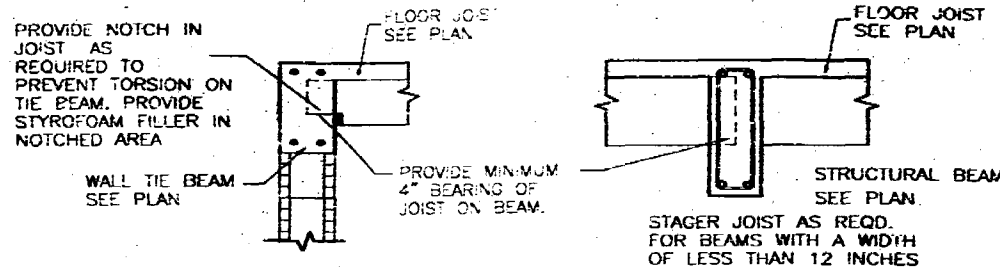 PROVIDE NOTCH IN
JOIST AS
REQUIRED TO
PREVENT TORSION ON
TIE BEAM. PROVIDE
STYROFOAM FILLER IN
NOTCHED AREA
FLOOR JOIST
SEE PLAN
WALL TIE BEAM
SEE PLAN
PROVIDE MINIMUM
4" BEARING OF
JOIST ON BEAM.
FLOOR JOIST
SEE PLAN
STRUCTURAL BEAM
SEE PLAN
STAGER JOIST AS REQD.
FOR BEAMS WITH A WIDTH
OF LESS THAN 12 INCHES